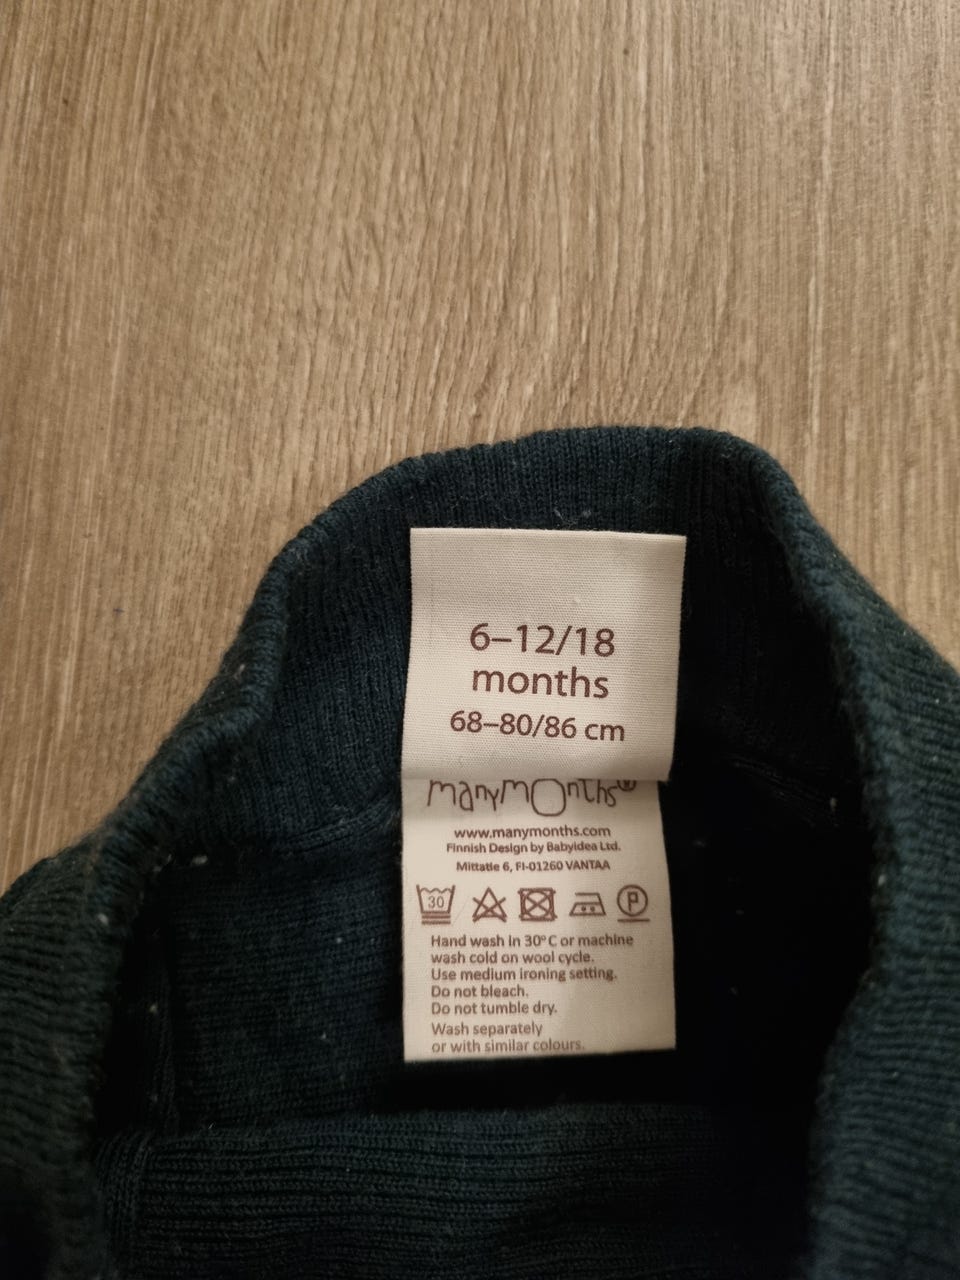 6–12/18
months
68–80/86 cm
manymonths®
www.manymonths.com
Finnish Design by Babyidea Ltd.
Mittatie 6, FI-01260 VANTAA
30 P
Hand wash in 30° C or machine
wash cold on wool cycle.
Use medium ironing setting.
Do not bleach.
Do not tumble dry.
Wash separately
or with similar colours.